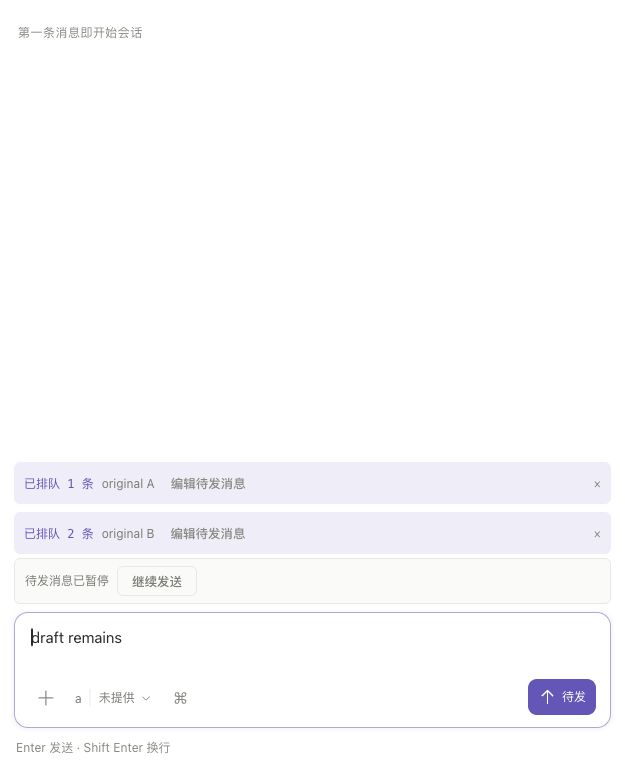 第一条消息即开始会话
已排队 1 条 original A 编辑待发消息 x
已排队 2 条 original B 编辑待发消息 x
待发消息已暂停 继续发送
draft remains
a 未提供 ⌘ 待发
Enter 发送 · Shift Enter 换行